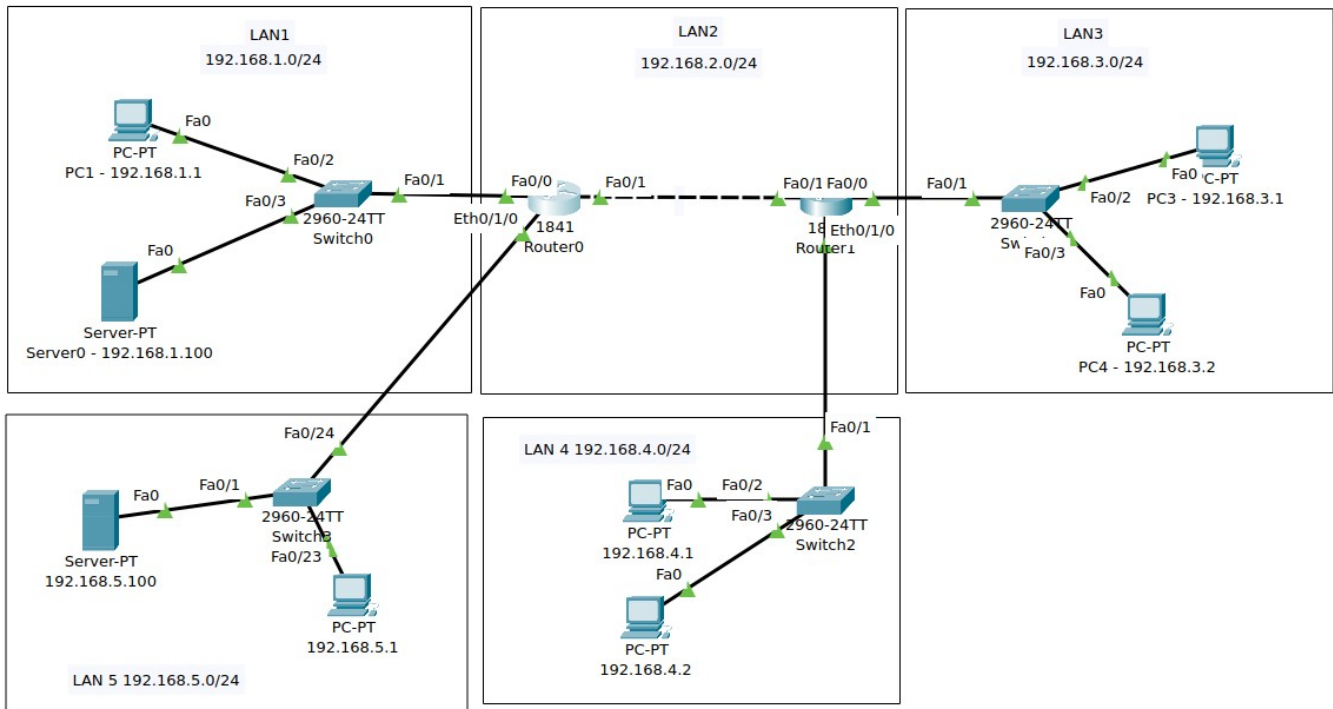 LAN1
192.168.1.0/24
Fa0
PC-PT
PC1 - 192.168.1.1
Fa0/2
Fa0/3
Fa0/1
2960-24TT
Switch0
Fa0
Server-PT
Server0 - 192.168.1.100
LAN2
192.168.2.0/24
Fa0/0
Fa0/1
Eth0/1/0
1841
Router0
Fa0/1
Fa0/0
Eth0/1/0
Router1
LAN3
192.168.3.0/24
Fa0/1
2960-24TT
Fa0/2
Fa0/3
Fa0
PC-PT
PC3 - 192.168.3.1
Fa0
PC-PT
PC4 - 192.168.3.2
Fa0/24
Fa0
Fa0/1
2960-24TT
Switch3
Fa0/23
Server-PT
192.168.5.100
PC-PT
192.168.5.1
LAN 5 192.168.5.0/24
LAN 4 192.168.4.0/24
Fa0/1
Fa0
Fa0/2
Fa0/3
2960-24TT
Switch2
PC-PT
192.168.4.1
Fa0
PC-PT
192.168.4.2